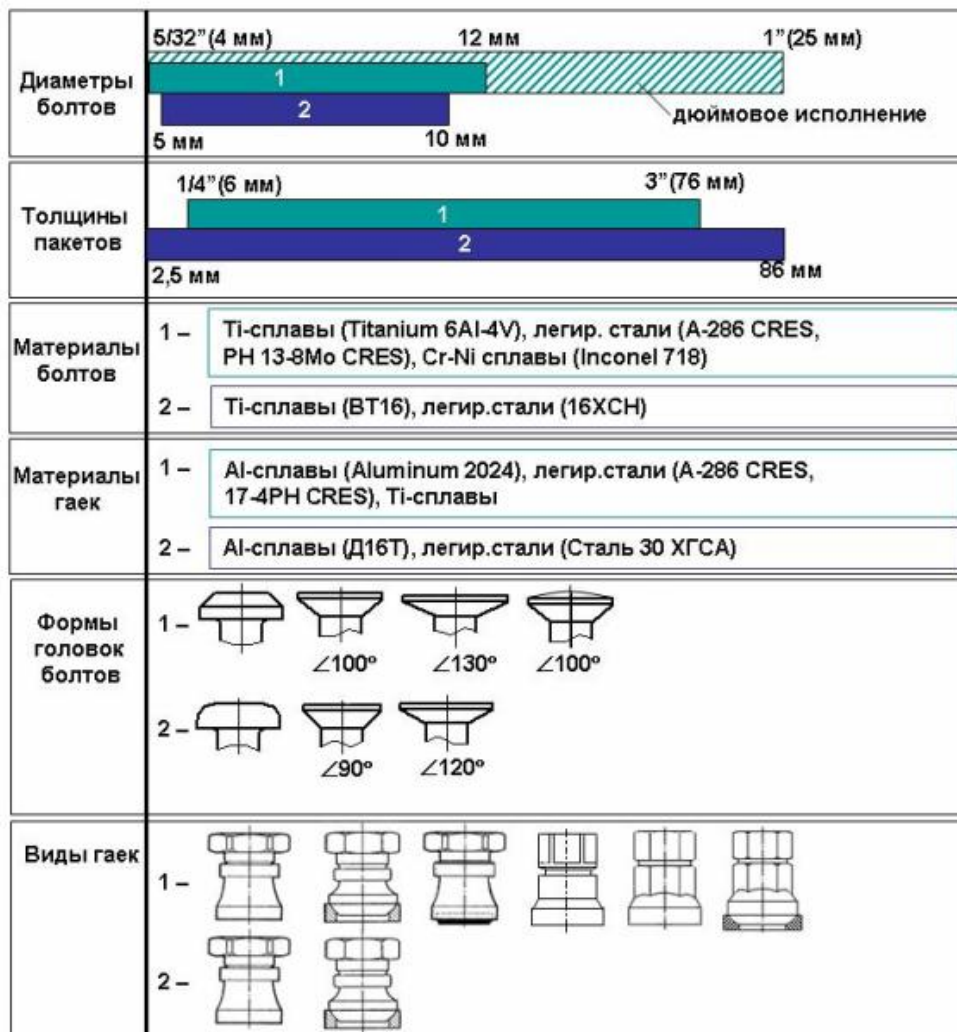 5/32”(4 мм) 12 мм 1”(25 мм)
Диаметры
болтов
1
2
дюймовое исполнение
5 мм 10 мм
1/4”(6 мм) 3”(76 мм)
Толщины
пакетов
1
2
2,5 мм 86 мм
Материалы
болтов
1 – Ti-сплавы (Titanium 6Al-4V), легир. стали (A-286 CRES,
PH 13-8Mo CRES), Cr-Ni сплавы (Inconel 718)
2 – Ti-сплавы (ВТ16), легир.стали (16ХСН)
Материалы
гаек
1 – Al-сплавы (Aluminum 2024), легир.стали (A-286 CRES,
17-4PH CRES), Ti-сплавы
2 – Al-сплавы (Д16Т), легир.стали (Сталь 30 ХГСА)
Формы
головок
болтов
1 –
∠100° ∠130° ∠100°
2 –
∠90° ∠120°
Виды гаек
1 –
2 –